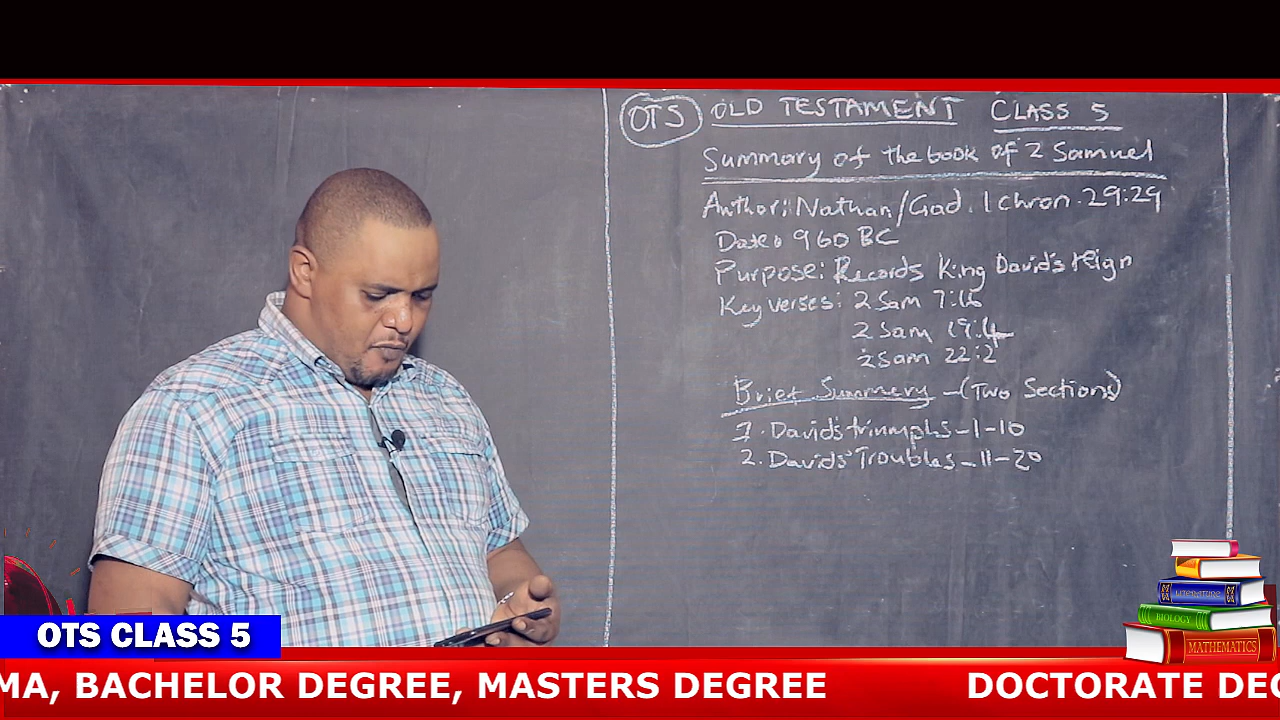 OTS OLD TESTAMENT CLASS 5
Summary of the book of 2 Samuel
Author: Nathan/Gad. 1 chron. 29:29
Date: 960 BC
Purpose: Records King David's reign
Key verses: 2 Sam 7:16
2 Sam 19:4
2 Sam 22:2
Brief Summery - (Two Sections)
1. David's triumphs - 1-10
2. Davids' Troubles - 11-20
LITERATURE
BIOLOGY
MATHEMATICS
OTS CLASS 5
MA, BACHELOR DEGREE, MASTERS DEGREE DOCTORATE DEG